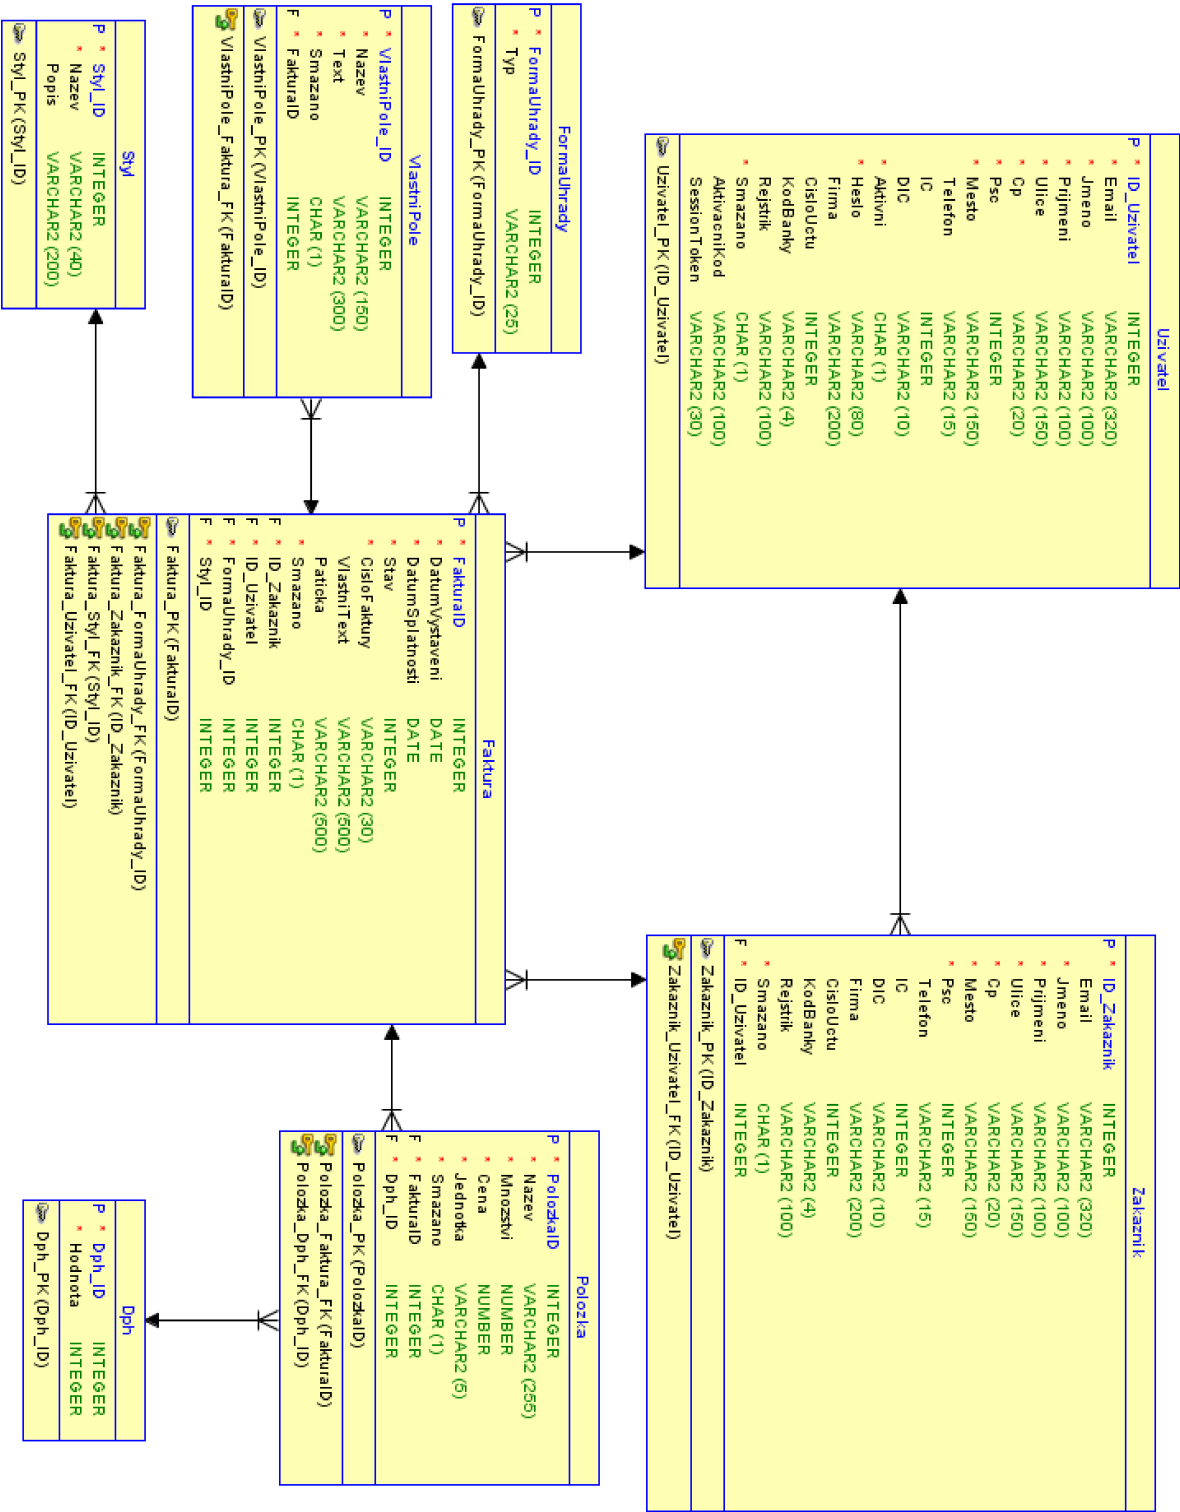 Uzivatel
P * ID_Uzivatel INTEGER
* Email VARCHAR2 (320)
* Jmeno VARCHAR2 (100)
* Prijmeni VARCHAR2 (100)
* Ulice VARCHAR2 (150)
* Cp VARCHAR2 (20)
* Psc INTEGER
* Mesto VARCHAR2 (150)
Telefon VARCHAR2 (15)
IC INTEGER
DIC VARCHAR2 (10)
* Aktivni CHAR (1)
* Heslo VARCHAR2 (80)
Firma VARCHAR2 (200)
CisloUctu INTEGER
KodBanky VARCHAR2 (4)
Rejstrik VARCHAR2 (100)
* Smazano CHAR (1)
AktivacniKod VARCHAR2 (100)
SessionToken VARCHAR2 (30)
Uzivatel_PK (ID_Uzivatel)
Zakaznik
P * ID_Zakaznik INTEGER
Email VARCHAR2 (320)
* Jmeno VARCHAR2 (100)
* Prijmeni VARCHAR2 (100)
* Ulice VARCHAR2 (150)
* Cp VARCHAR2 (20)
* Mesto VARCHAR2 (150)
* Psc INTEGER
Telefon VARCHAR2 (15)
IC INTEGER
DIC VARCHAR2 (10)
Firma VARCHAR2 (200)
CisloUctu INTEGER
KodBanky VARCHAR2 (4)
Rejstrik VARCHAR2 (100)
* Smazano CHAR (1)
F * ID_Uzivatel INTEGER
Zakaznik_PK (ID_Zakaznik)
Zakaznik_Uzivatel_FK (ID_Uzivatel)
FormaUhrady
P * FormaUhrady_ID INTEGER
* Typ VARCHAR2 (25)
FormaUhrady_PK (FormaUhrady_ID)
VlastniPole
P * VlastniPole_ID INTEGER
* Nazev VARCHAR2 (150)
* Text VARCHAR2 (300)
* Smazano CHAR (1)
F * FakturaID INTEGER
VlastniPole_PK (VlastniPole_ID)
VlastniPole_Faktura_FK (FakturaID)
Styl
P * Styl_ID INTEGER
* Nazev VARCHAR2 (40)
Popis VARCHAR2 (200)
Styl_PK (Styl_ID)
Faktura
P * FakturaID INTEGER
* DatumVystaveni DATE
* DatumSplatnosti DATE
* Stav INTEGER
* CisloFaktury VARCHAR2 (30)
VlastniText VARCHAR2 (500)
Paticka VARCHAR2 (500)
* Smazano CHAR (1)
F * ID_Zakaznik INTEGER
F * ID_Uzivatel INTEGER
F * FormaUhrady_ID INTEGER
F * Styl_ID INTEGER
Faktura_PK (FakturaID)
Faktura_FormaUhrady_FK (FormaUhrady_ID)
Faktura_Zakaznik_FK (ID_Zakaznik)
Faktura_Styl_FK (Styl_ID)
Faktura_Uzivatel_FK (ID_Uzivatel)
Polozka
P * PolozkaID INTEGER
* Nazev VARCHAR2 (255)
* Mnozstvi NUMBER
* Cena NUMBER
* Jednotka VARCHAR2 (5)
* Smazano CHAR (1)
F * FakturaID INTEGER
F * Dph_ID INTEGER
Polozka_PK (PolozkaID)
Polozka_Faktura_FK (FakturaID)
Polozka_Dph_FK (Dph_ID)
Dph
P * Dph_ID INTEGER
* Hodnota INTEGER
Dph_PK (Dph_ID)